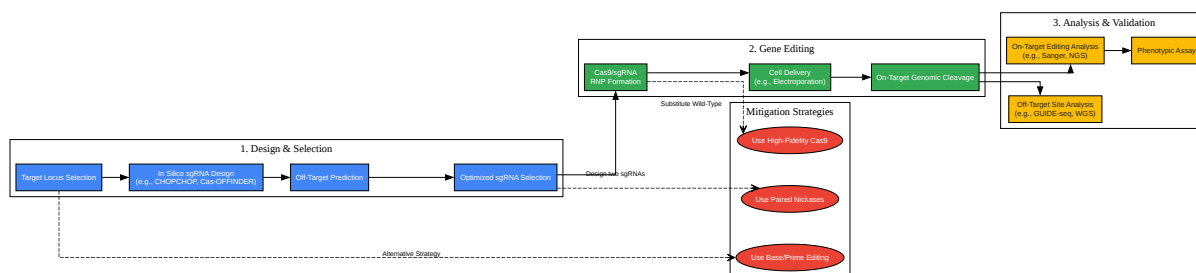 1. Design & Selection
Target Locus Selection
In Silico sgRNA Design
(e.g., CHOPCHOP, Cas-OFFINDER)
Off-Target Prediction
Optimized sgRNA Selection
Design two sgRNAs
Alternative Strategy
2. Gene Editing
Cas9/sgRNA
RNP Formation
Cell Delivery
(e.g., Electroporation)
On-Target Genomic Cleavage
Substitute Wild-Type
Mitigation Strategies
Use High-Fidelity Cas9
Use Paired Nickases
Use Base/Prime Editing
3. Analysis & Validation
On-Target Editing Analysis
(e.g., Sanger, NGS)
Phenotypic Assay
Off-Target Site Analysis
(e.g., GUIDE-seq, WGS)